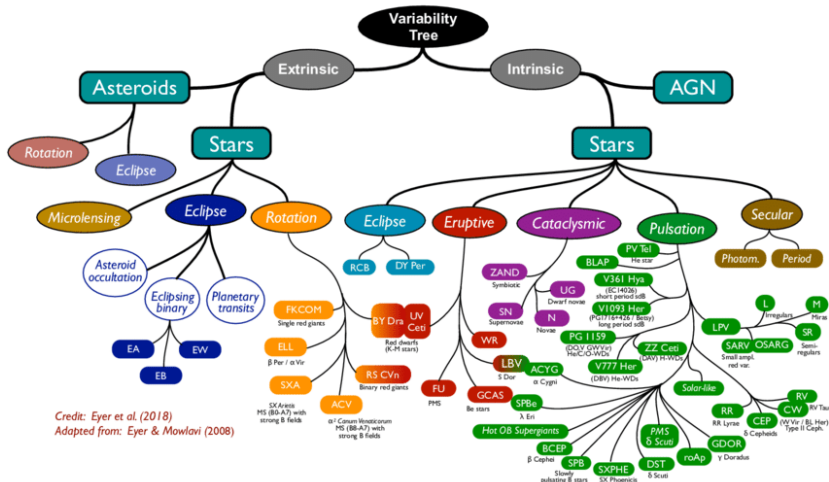 Variability
Tree
Extrinsic
Intrinsic
Asteroids
AGN
Rotation
Eclipse
Stars
Stars
Microlensing
Eclipse
Rotation
Eclipse
Eruptive
Cataclysmic
Pulsation
Secular
Asteroid
occultation
Eclipsing
binary
Planetary
transits
EA
EB
EW
RCB
DY Per
ZAND
Symbiotic
UG
Dwarf novae
SN
Supernovae
N
Novae
PV Tel
He star
BLAP
V361 Hya
(EC14026)
short period sdB
V1093 Her
(PG1716+426 / Betsy)
long period sdB
PG 1159
(DO,V GWVir)
He/C/O-WDs
ZZ Ceti
(DAV) H-WDs
V777 Her
(DBV) He-WDs
Photom.
Period
L
Irregulars
M
Miras
LPV
SR
Semi-
regulars
SARV
Small ampl.
red var.
OSARG
FKCOM
Single red giants
ELL
β Per / α Vir
SXA
SX Arietis
MS (B0-A7) with
strong B fields
BY Dra
UV
Ceti
Red dwarfs
(K-M stars)
RS CVn
Binary red giants
ACV
α² Canum Venaticorum
MS (B8-A7) with
strong B fields
WR
LBV
S Dor
FU
PMS
GCAS
Be stars
ACYG
α Cygni
SPBe
λ Eri
Hot OB Supergiants
BCEP
β Cephei
SPB
Slowly
pulsating B stars
SXPHE
SX Phoenicis
PMS
δ Scuti
DST
δ Scuti
roAp
GDOR
γ Doradus
Solar-like
RR
RR Lyrae
CEP
δ Cepheids
RV
RV Tau
CW
(W Vir / BL Her)
Type II Ceph.
Credit: Eyer et al. (2018)
Adapted from: Eyer & Mowlavi (2008)